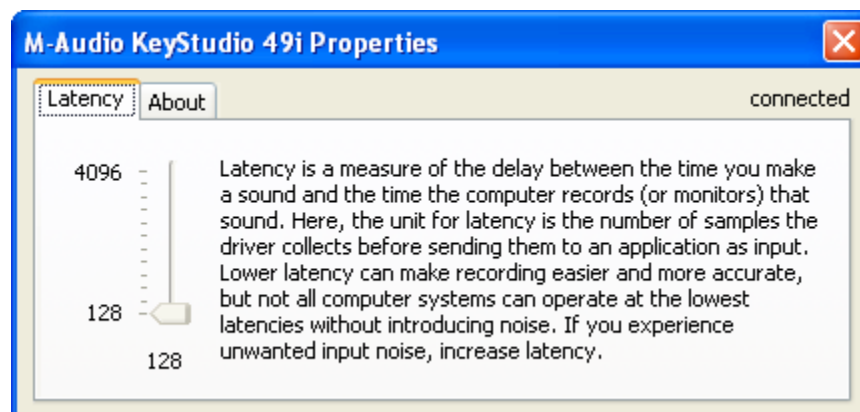 M-Audio KeyStudio 49i Properties
Latency
About
connected
4096
Latency is a measure of the delay between the time you make
a sound and the time the computer records (or monitors) that
sound. Here, the unit for latency is the number of samples the
driver collects before sending them to an application as input.
Lower latency can make recording easier and more accurate,
but not all computer systems can operate at the lowest
latencies without introducing noise. If you experience
unwanted input noise, increase latency.
128
128